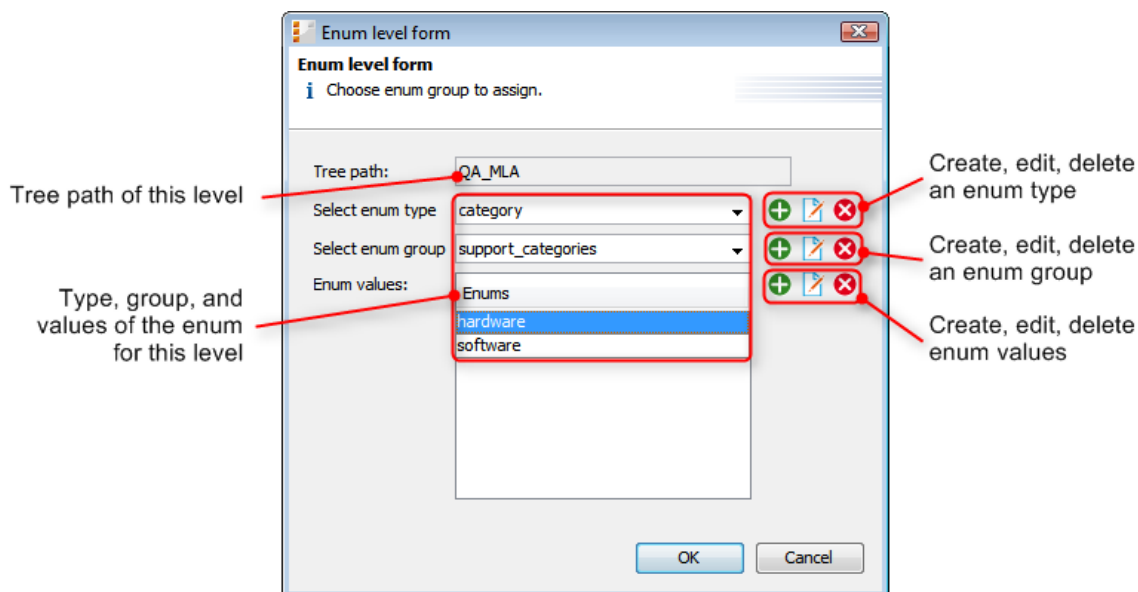 Enum level form
Enum level form
i Choose enum group to assign.
Tree path: QA_MLA
Tree path of this level
Select enum type category
Create, edit, delete
an enum type
Select enum group support_categories
Create, edit, delete
an enum group
Enum values:
Enums
hardware
software
Type, group, and
values of the enum
for this level
Create, edit, delete
enum values
OK Cancel